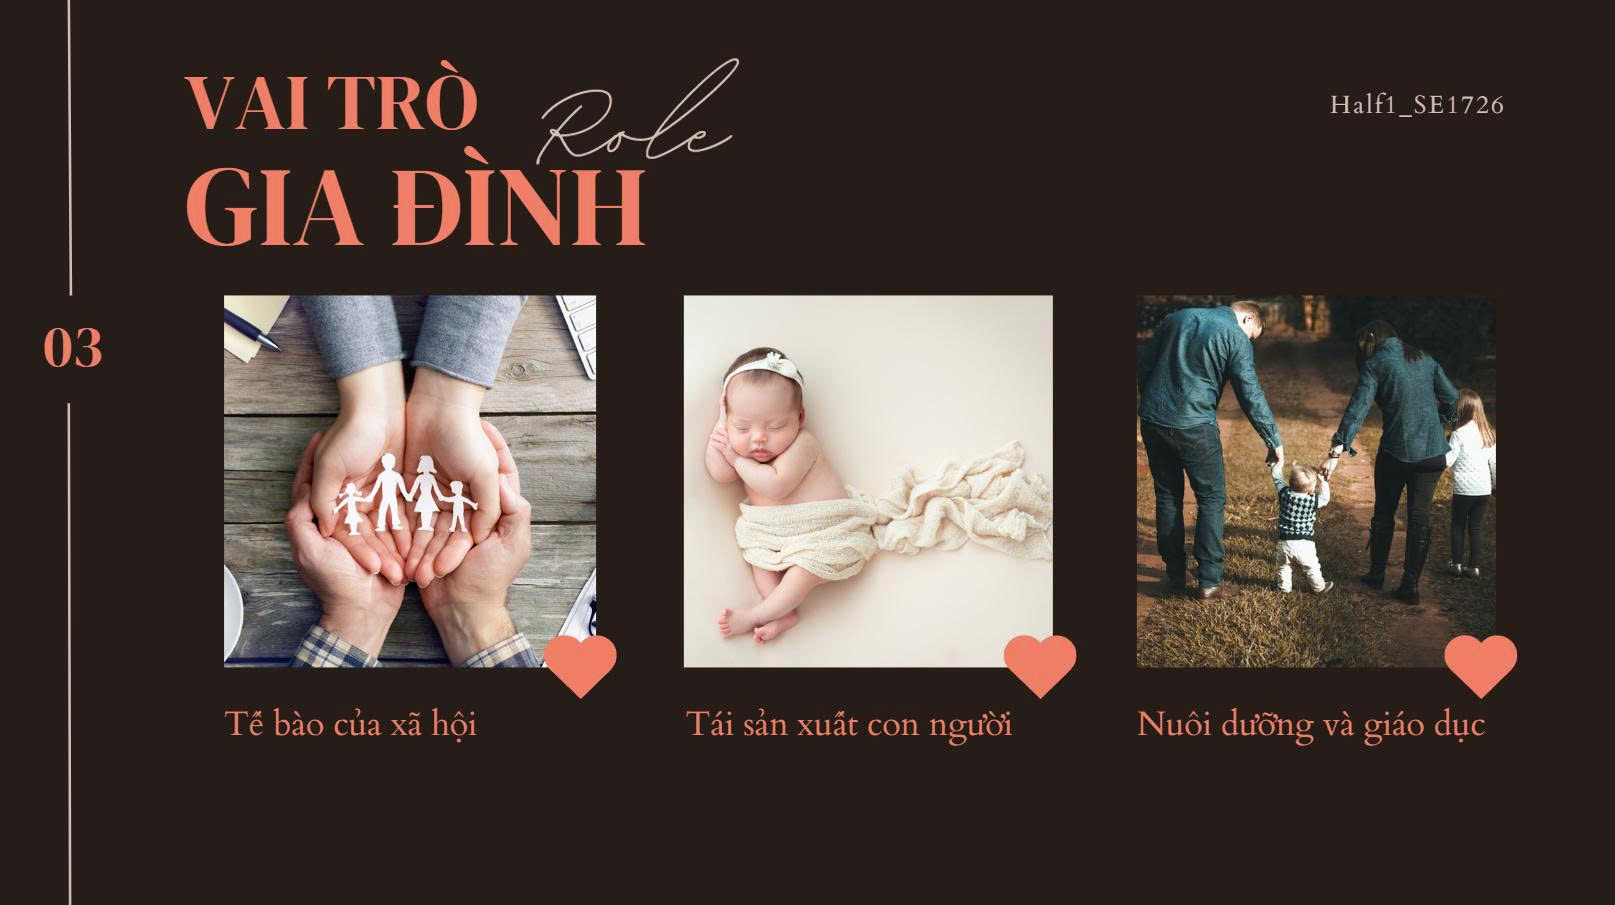 VAI TRÒ
Role
GIA ĐÌNH
Half1_SE1726
03
Tế bào của xã hội
Tái sản xuất con người
Nuôi dưỡng và giáo dục